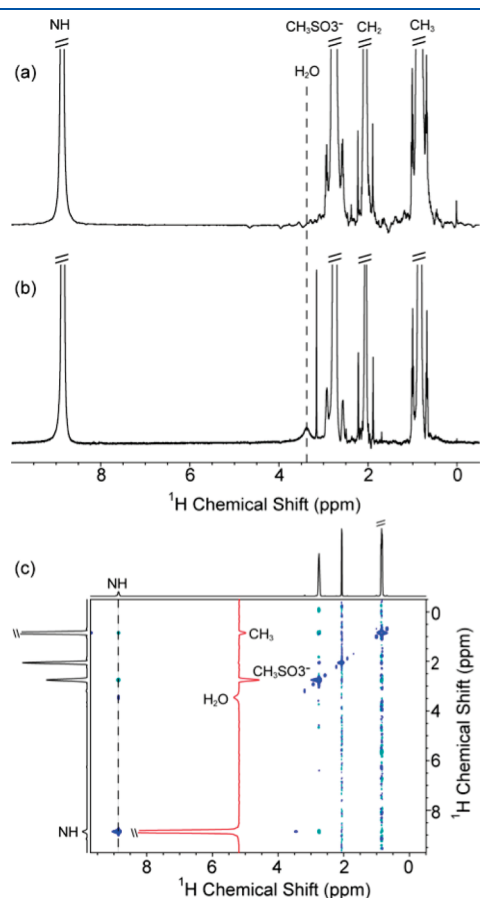 NH
CH₃SO3⁻
CH₂
CH₃
(a)
H₂O
(b)
8
6
4
2
0
¹H Chemical Shift (ppm)
(c)
NH
0
CH₃
2
CH₃SO3⁻
H₂O
4
6
8
NH
¹H Chemical Shift (ppm)
8
6
4
2
0
¹H Chemical Shift (ppm)